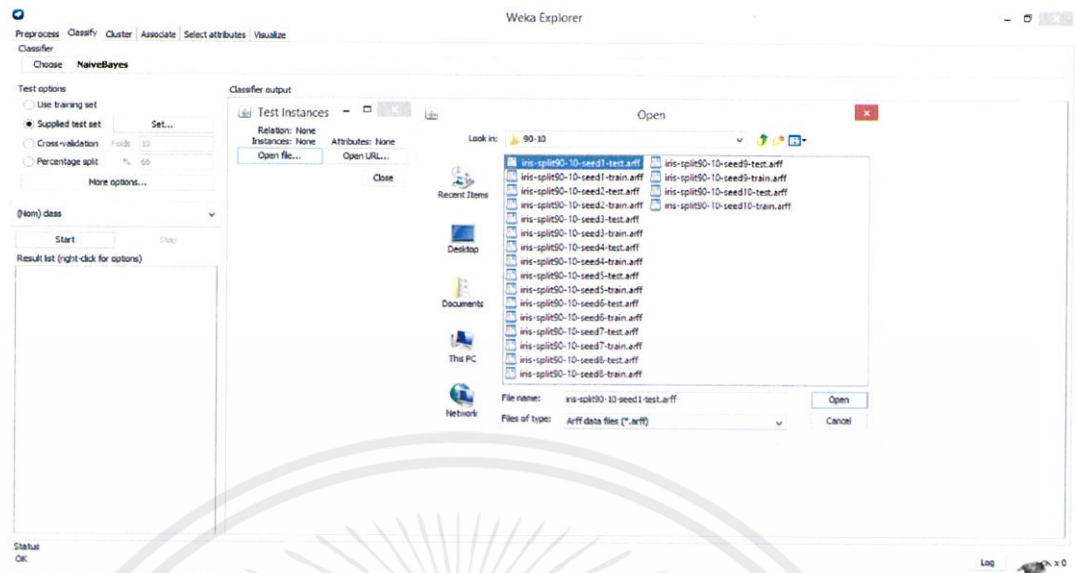 Weka Explorer
Preprocess Classify Cluster Associate Select attributes Visualize
Classifier
Choose NaiveBayes
Test options
Use training set
Supplied test set Set...
Cross-validation Folds 10
Percentage split % 66
More options...
(Nom) class
Start Stop
Result list (right-click for options)
Classifier output
Test Instances
Relation: None
Instances: None Attributes: None
Open file... Open URL...
Close
Open
Look in: 90-10
Recent Items
Desktop
Documents
This PC
Network
iris-split90-10-seed1-test.arff
iris-split90-10-seed1-train.arff
iris-split90-10-seed2-test.arff
iris-split90-10-seed2-train.arff
iris-split90-10-seed3-test.arff
iris-split90-10-seed3-train.arff
iris-split90-10-seed4-test.arff
iris-split90-10-seed4-train.arff
iris-split90-10-seed5-test.arff
iris-split90-10-seed5-train.arff
iris-split90-10-seed6-test.arff
iris-split90-10-seed6-train.arff
iris-split90-10-seed7-test.arff
iris-split90-10-seed7-train.arff
iris-split90-10-seed8-test.arff
iris-split90-10-seed8-train.arff
iris-split90-10-seed9-test.arff
iris-split90-10-seed9-train.arff
iris-split90-10-seed10-test.arff
iris-split90-10-seed10-train.arff
File name: iris-split90-10-seed1-test.arff
Open
Files of type: Arff data files (*.arff)
Cancel
Status
OK
Log x 0